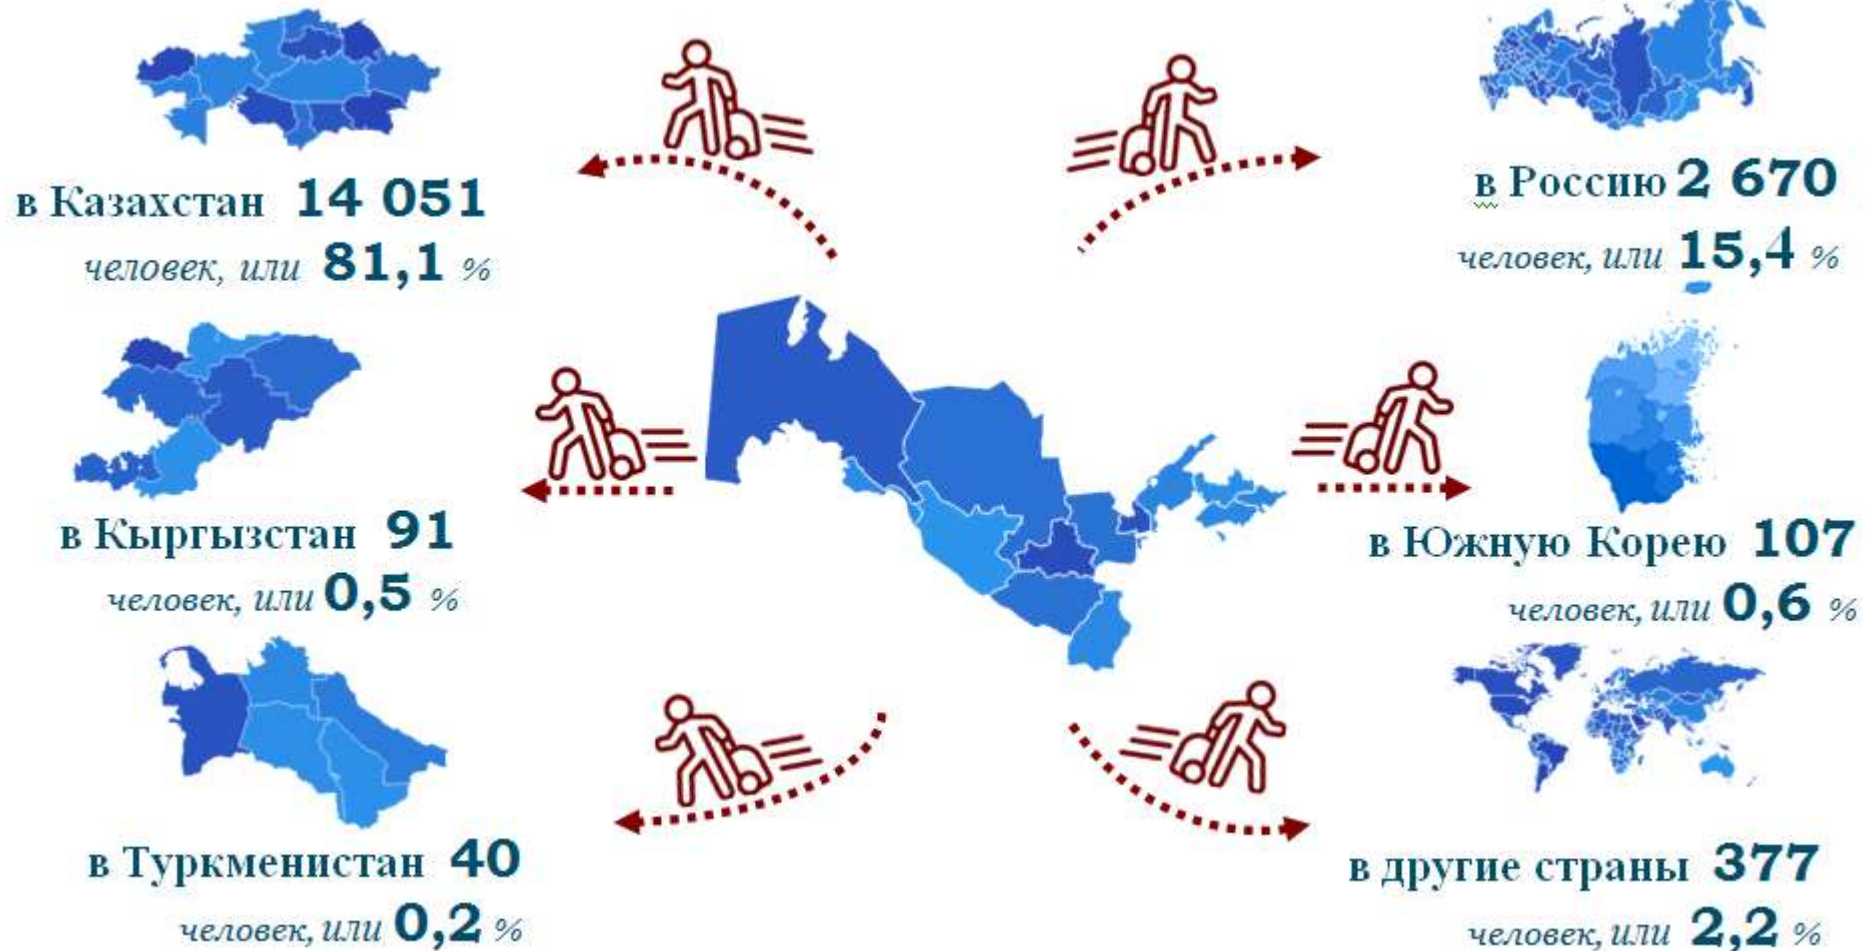 в Казахстан 14 051
человек, или 81,1 %
в Россию 2 670
человек, или 15,4 %
в Кыргызстан 91
человек, или 0,5 %
в Южную Корею 107
человек, или 0,6 %
в Туркменистан 40
человек, или 0,2 %
в другие страны 377
человек, или 2,2 %